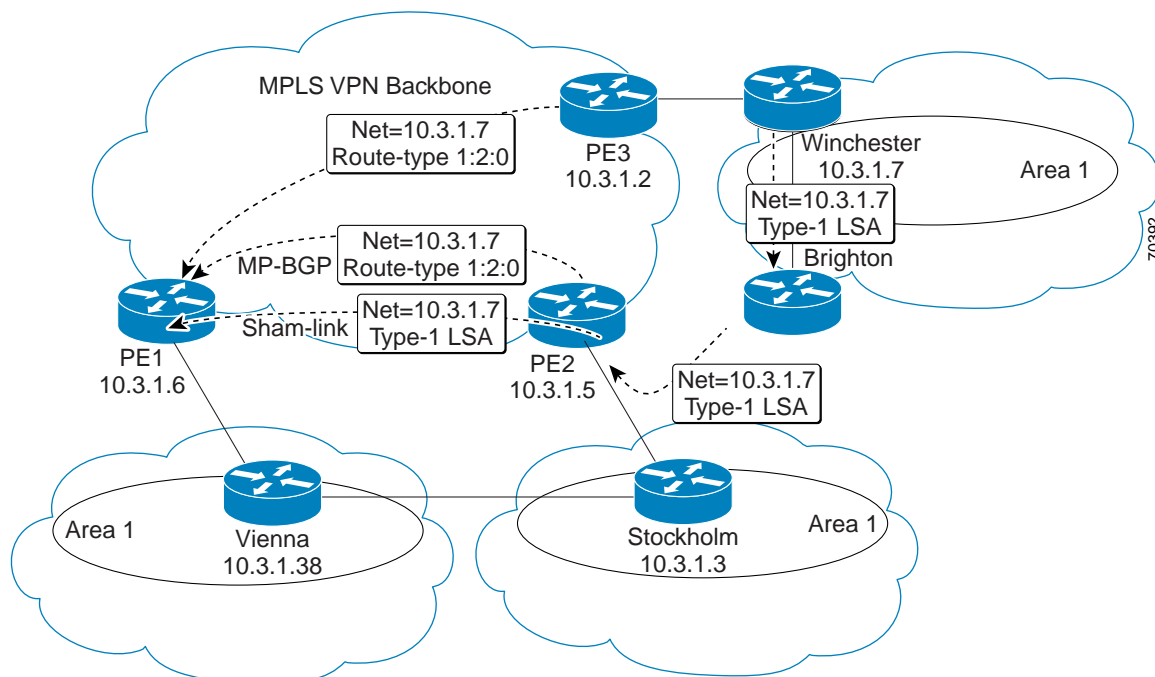 MPLS VPN Backbone
Net=10.3.1.7
Route-type 1:2:0
PE3
10.3.1.2
Winchester
10.3.1.7
Area 1
Net=10.3.1.7
Type-1 LSA
Brighton
70392
Net=10.3.1.7
Route-type 1:2:0
MP-BGP
Net=10.3.1.7
Type-1 LSA
Sham-link
PE1
10.3.1.6
PE2
10.3.1.5
Net=10.3.1.7
Type-1 LSA
Area 1
Vienna
10.3.1.38
Stockholm
10.3.1.3
Area 1